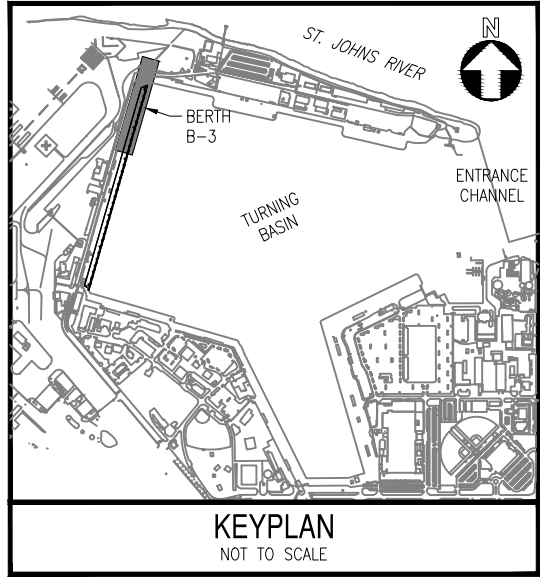 N
ST. JOHNS RIVER
BERTH
B-3
ENTRANCE
CHANNEL
TURNING
BASIN
KEYPLAN
NOT TO SCALE